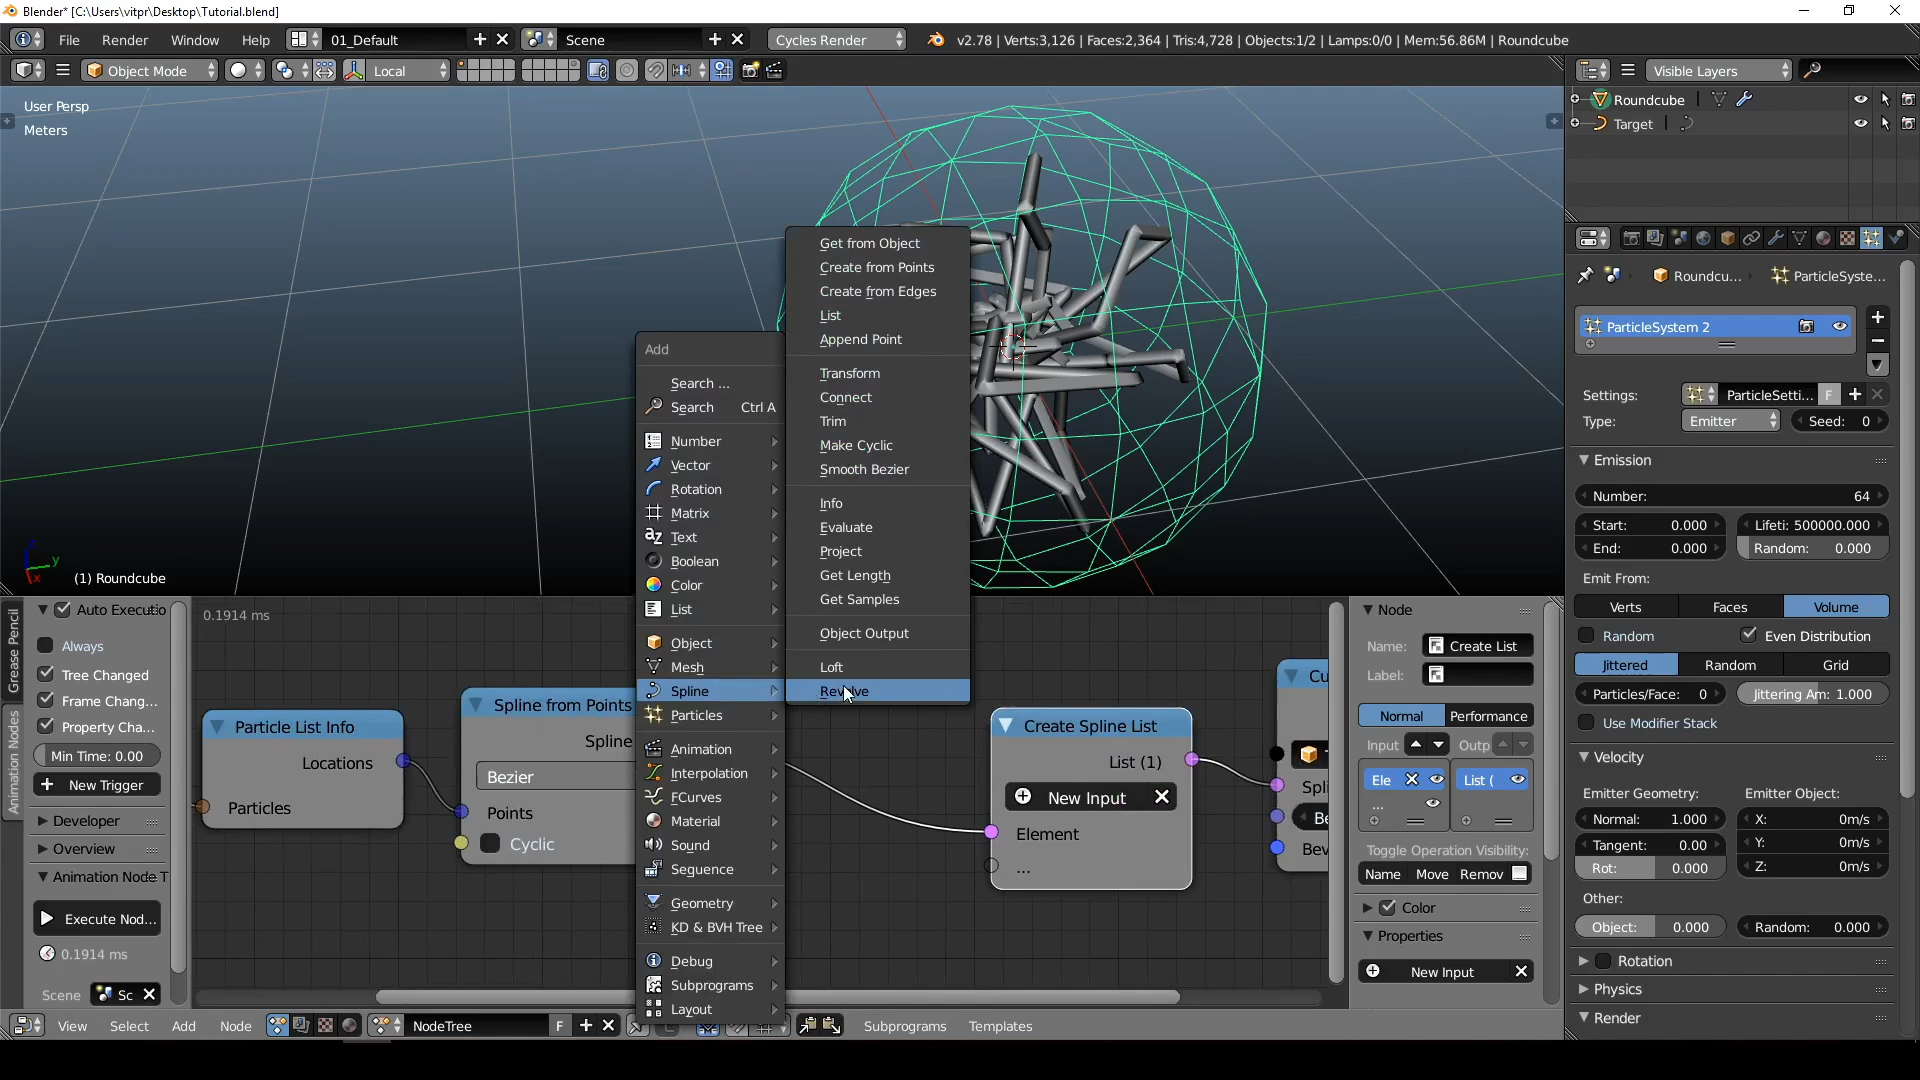 Blender* [C:\Users\vitpr\Desktop\Tutorial.blend]
File Render Window Help 01_Default Scene Cycles Render v2.78 | Verts:3,126 | Faces:2,364 | Tris:4,728 | Objects:1/2 | Lamps:0/0 | Mem:56.86M | Roundcube
Object Mode Local
User Persp
Meters
(1) Roundcube
Visible Layers
Roundcube
Target
Get from Object
Create from Points
Create from Edges
List
Append Point
Transform
Connect
Trim
Make Cyclic
Smooth Bezier
Info
Evaluate
Project
Get Length
Get Samples
Object Output
Loft
Revolve
Add
Search ...
Search Ctrl A
Number
Vector
Rotation
Matrix
Text
Boolean
Color
List
Object
Mesh
Spline
Particles
Animation
Interpolation
FCurves
Material
Sound
Sequence
Geometry
KD & BVH Tree
Debug
Subprograms
Layout
Grease Pencil
Animation Nodes
Auto Executio
Always
Tree Changed
Frame Chang...
Property Cha...
Min Time: 0.00
New Trigger
Developer
Overview
Animation Node T
Execute Nod...
0.1914 ms
Scene Sc
0.1914 ms
Particle List Info
Locations
Particles
Spline from Points
Spline
Bezier
Points
Cyclic
Create Spline List
List (1)
New Input
Element
...
Cu
Spli
Be
Bev
Node
Name: Create List
Label:
Normal Performance
Input Outp
Ele List (
...
Toggle Operation Visibility:
Name Move Remov
Color
Properties
New Input
View Select Add Node NodeTree F Subprograms Templates
Roundcu... ParticleSyste...
ParticleSystem 2
Settings: ParticleSetti... F
Type: Emitter Seed: 0
Emission
Number: 64
Start: 0.000 Lifeti: 500000.000
End: 0.000 Random: 0.000
Emit From:
Verts Faces Volume
Random Even Distribution
Jittered Random Grid
Particles/Face: 0 Jittering Am: 1.000
Use Modifier Stack
Velocity
Emitter Geometry: Emitter Object:
Normal: 1.000 X: 0m/s
Tangent: 0.00 Y: 0m/s
Rot: 0.000 Z: 0m/s
Other:
Object: 0.000 Random: 0.000
Rotation
Physics
Render